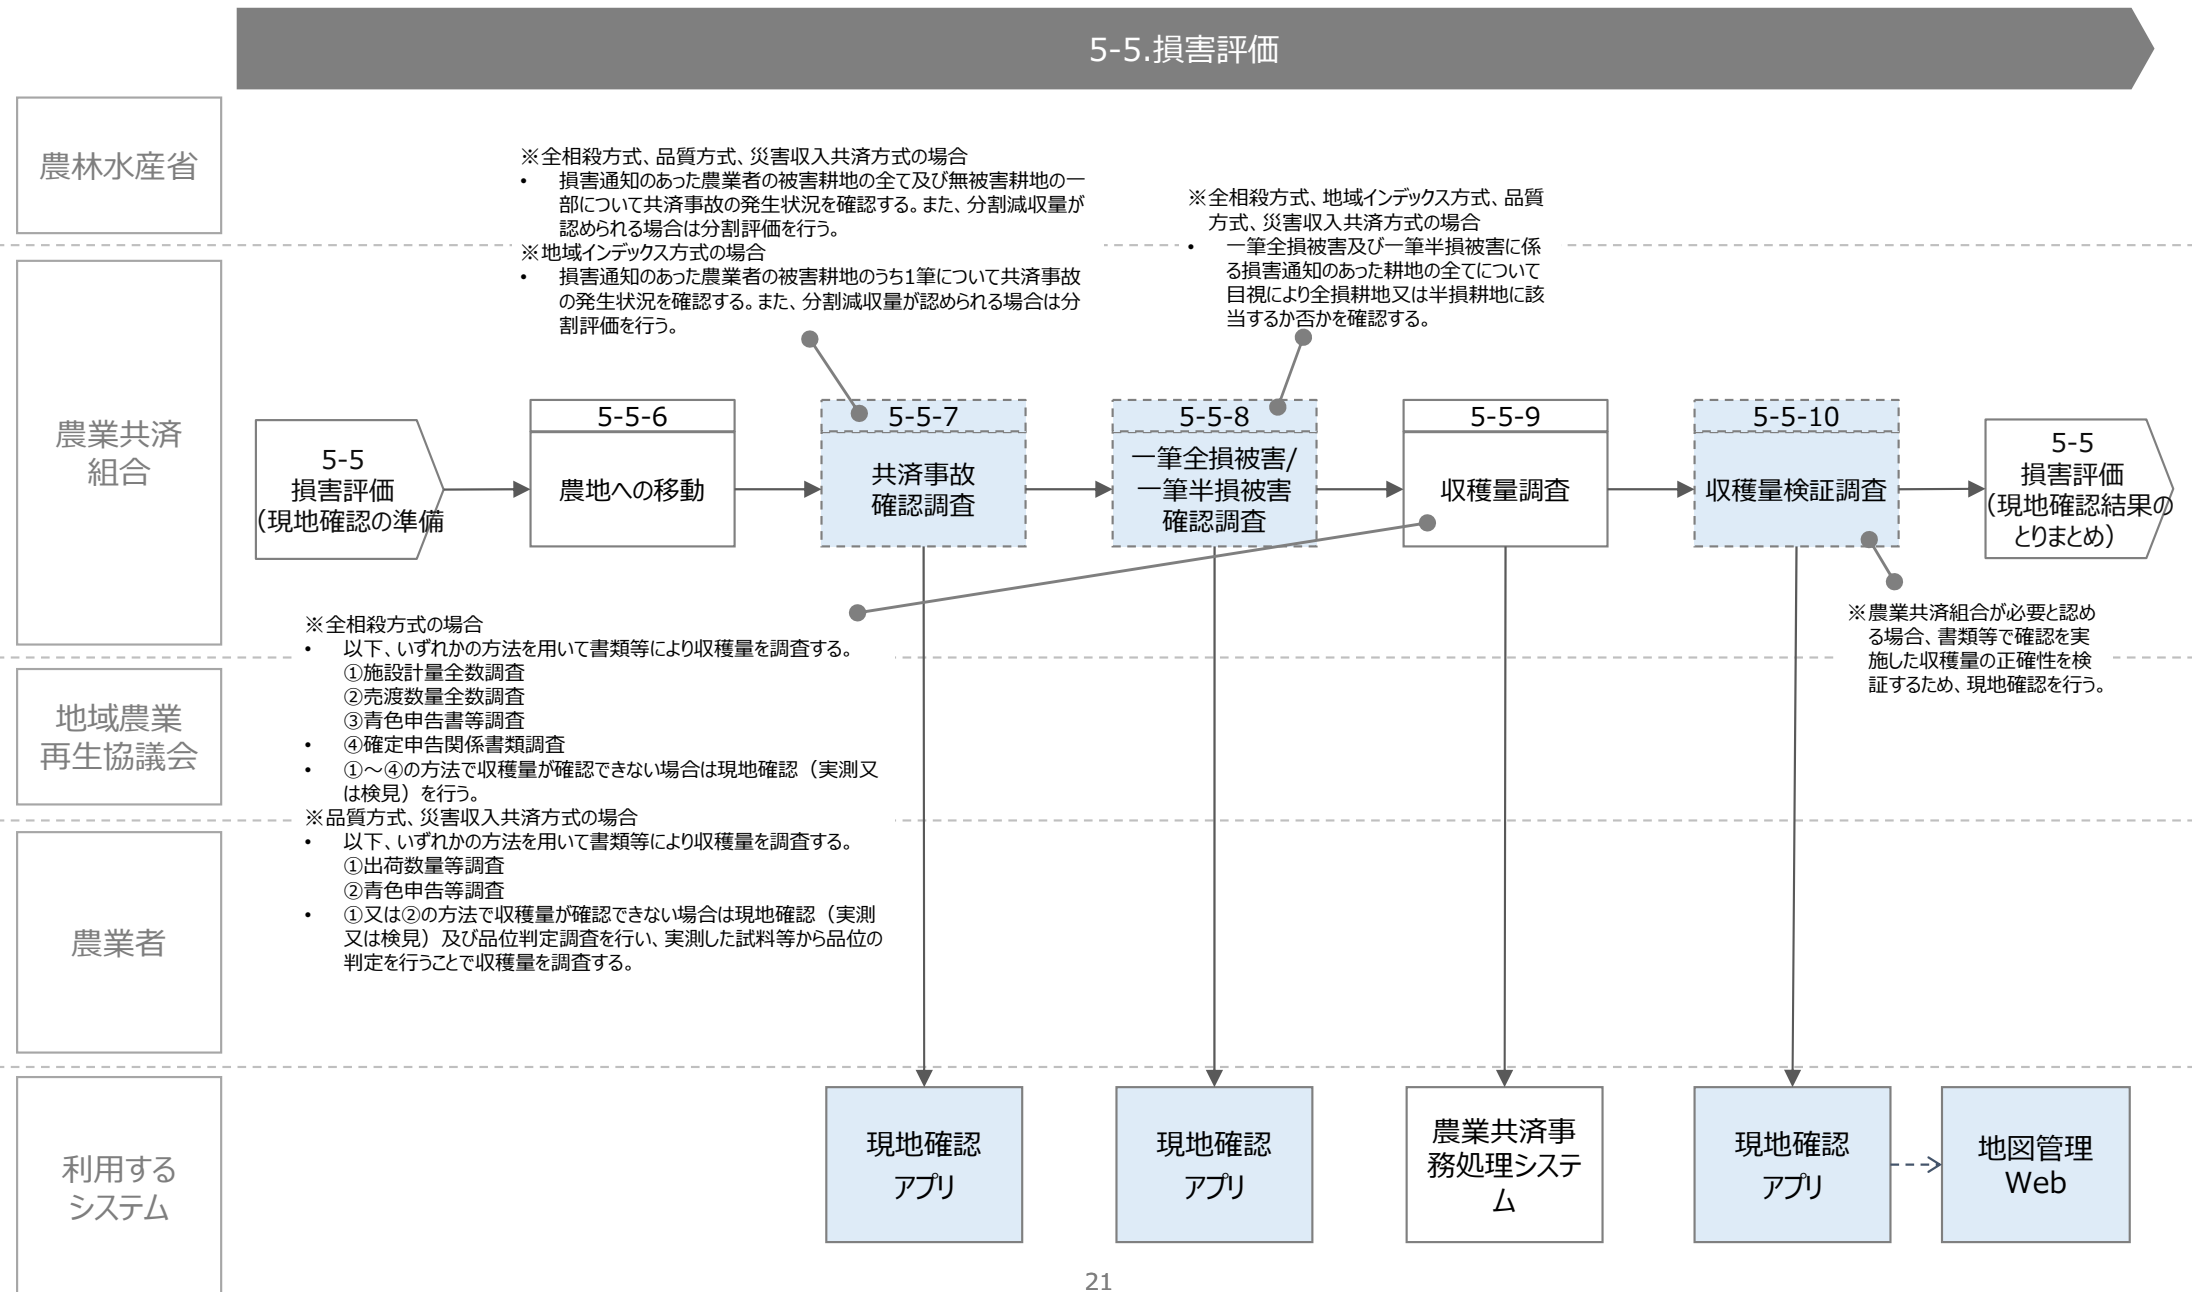 5-5.損害評価
農林水産省
※全相殺方式、品質方式、災害収入共済方式の場合
• 損害通知のあった農業者の被害耕地の全て及び無被害耕地の一
部について共済事故の発生状況を確認する。また、分割減収量が
認められる場合は分割評価を行う。
※地域インデックス方式の場合
• 損害通知のあった農業者の被害耕地のうち1筆について共済事故
の発生状況を確認する。また、分割減収量が認められる場合は分
割評価を行う。
※全相殺方式、地域インデックス方式、品質
方式、災害収入共済方式の場合
• 一筆全損被害及び一筆半損被害に係
る損害通知のあった耕地の全てについて
目視により全損耕地又は半損耕地に該
当するか否かを確認する。
農業共済
組合
5-5
損害評価
（現地確認の準備
5-5-6
農地への移動
5-5-7
共済事故
確認調査
5-5-8
一筆全損被害/
一筆半損被害
確認調査
5-5-9
収穫量調査
5-5-10
収穫量検証調査
5-5
損害評価
（現地確認結果の
とりまとめ）
※全相殺方式の場合
• 以下、いずれかの方法を用いて書類等により収穫量を調査する。
①施設計量全数調査
②売渡数量全数調査
③青色申告書等調査
• ④確定申告関係書類調査
• ①～④の方法で収穫量が確認できない場合は現地確認（実測又
は検見）を行う。
※品質方式、災害収入共済方式の場合
• 以下、いずれかの方法を用いて書類等により収穫量を調査する。
①出荷数量等調査
②青色申告等調査
• ①又は②の方法で収穫量が確認できない場合は現地確認（実測
又は検見）及び品位判定調査を行い、実測した試料等から品位の
判定を行うことで収穫量を調査する。
※農業共済組合が必要と認め
る場合、書類等で確認を実
施した収穫量の正確性を検
証するため、現地確認を行う。
地域農業
再生協議会
農業者
利用する
システム
現地確認
アプリ
現地確認
アプリ
農業共済事
務処理システ
ム
現地確認
アプリ
地図管理
Web
21